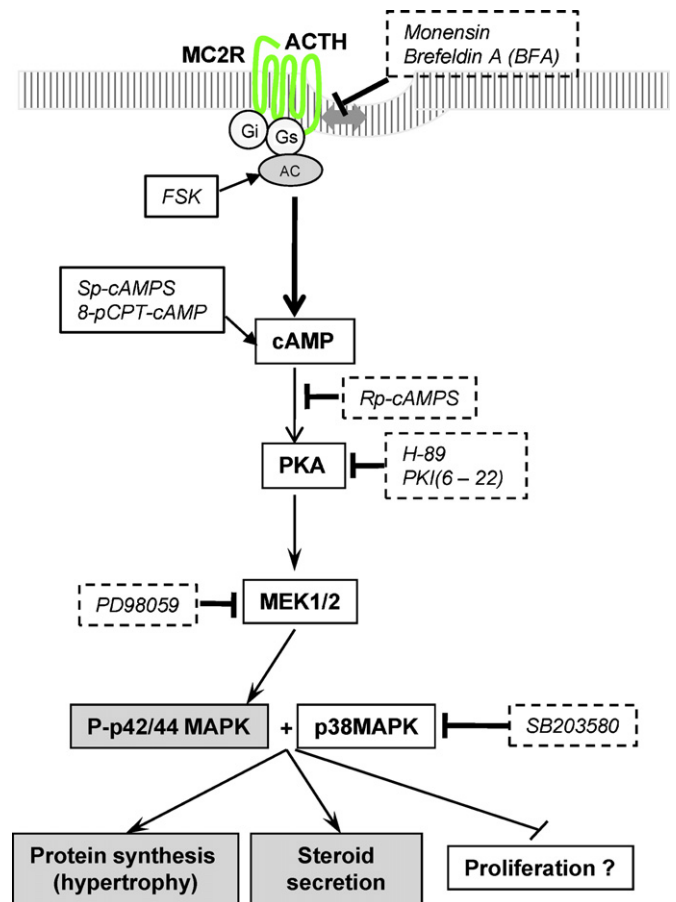 Monensin
Brefeldin A (BFA)
MC2R
ACTH
Gi
Gs
AC
FSK
Sp-cAMPS
8-pCPT-cAMP
cAMP
Rp-cAMPS
PKA
H-89
PKI(6 – 22)
PD98059
MEK1/2
P-p42/44 MAPK
+
p38MAPK
SB203580
Protein synthesis
(hypertrophy)
Steroid
secretion
Proliferation ?